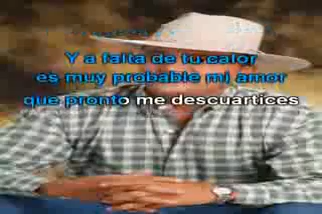 Y a falta de tu calor
es muy probable mi amor
que pronto me descuartices